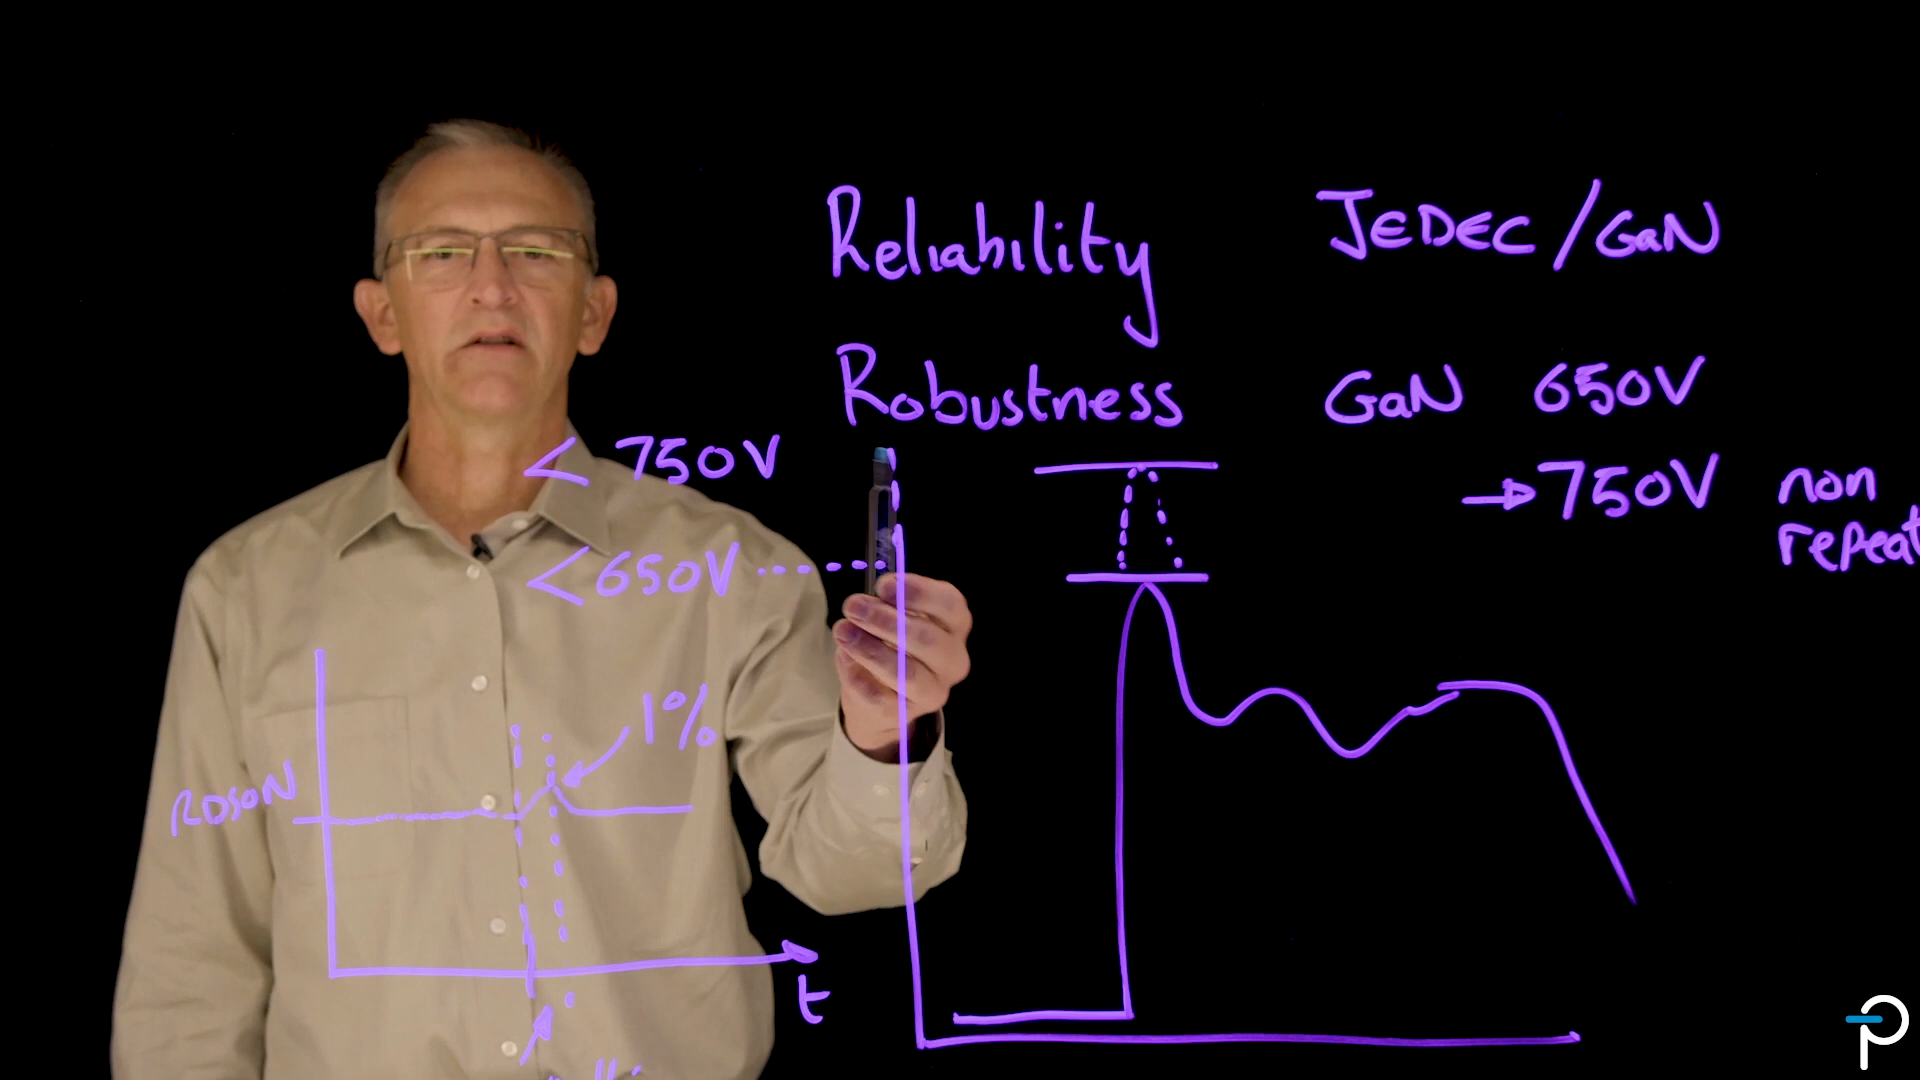 Reliability
JEDEC/GaN
Robustness
GaN 650V
→750V non
repeat
<750V
<650V
1%
RDSON
t